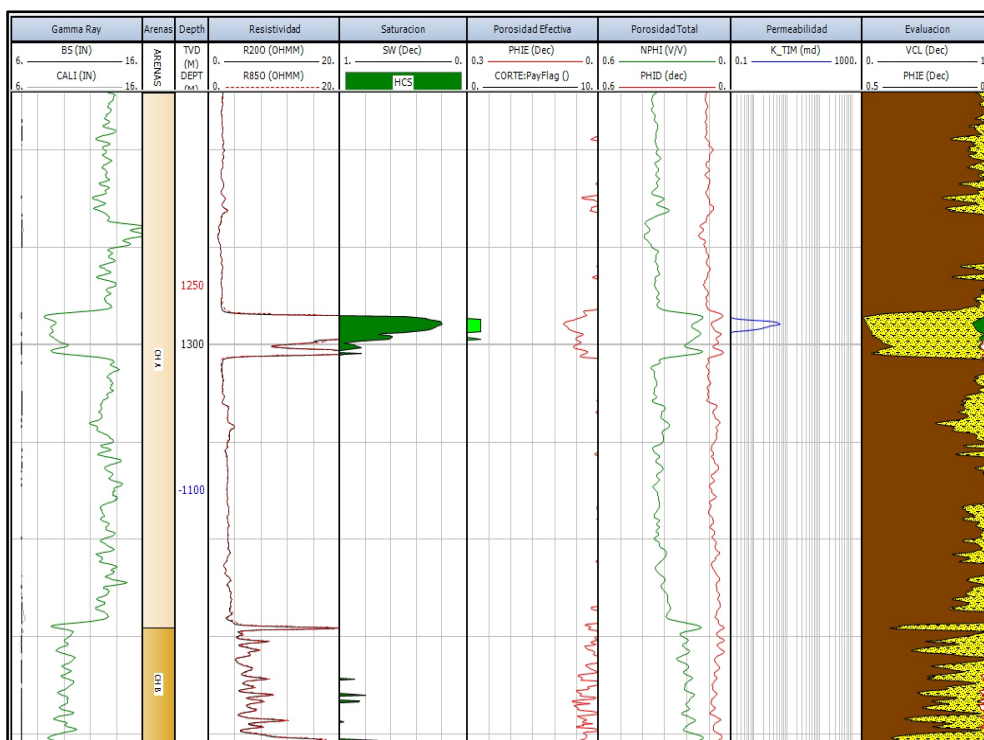 Gamma Ray
Arenas
Depth
Resistividad
Saturacion
Porosidad Efectiva
Porosidad Total
Permeabilidad
Evaluacion
BS (IN)
6. 16.
CALI (IN)
6. 16.
ARENAS
TVD
(M)
DEPT
(M)
R200 (OHMM)
0. 20.
R850 (OHMM)
0. 20.
SW (Dec)
1. 0.
HCS
PHIE (Dec)
0.3 0.
CORTE:PayFlag ()
0. 10.
NPHI (V/V)
0.6 0.
PHID (dec)
0.6 0.
K_TIM (md)
0.1 1000.
VCL (Dec)
0. 1
PHIE (Dec)
0.5 0
1250
1300
-1100
CH A
CH B